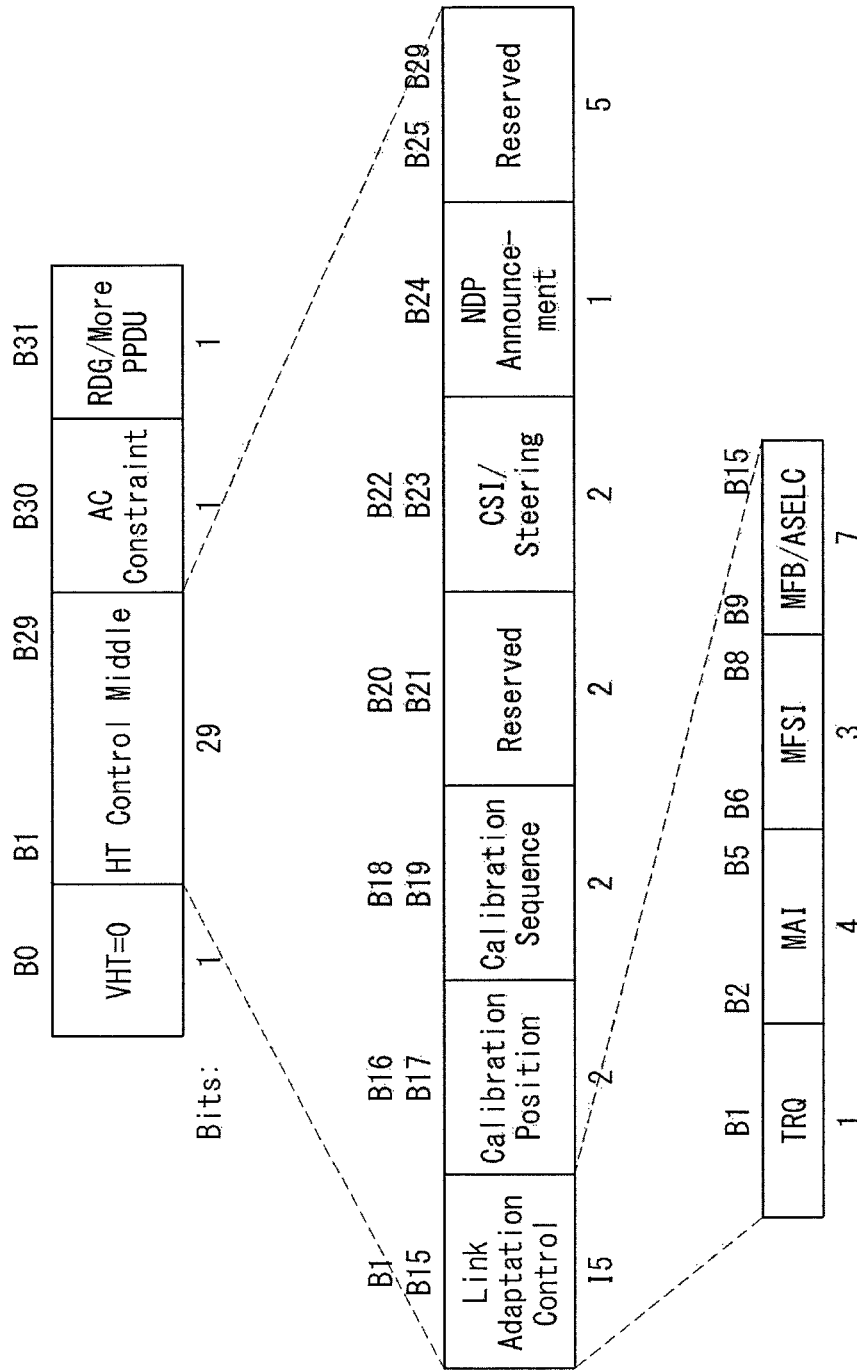 B0 B1 B29 B30 B31
VHT=0 HT Control Middle AC Constraint RDG/More PPDU
Bits: 1 29 1 1
B1 B16 B18 B20 B22 B24 B25 B29
B15 B17 B19 B21 B23
Link Adaptation Control Calibration Position Calibration Sequence Reserved CSI/ Steering NDP Announce- ment Reserved
15 2 2 2 2 1 5
B1 B2 B5 B6 B8 B9 B15
TRQ MAI MFSI MFB/ASELC
1 4 3 7